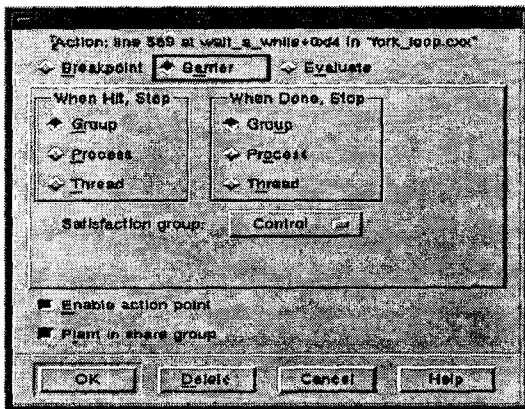 Action: line 569 at wait_a_while+0xd4 in "fork_loop.cxx"
Breakpoint Barrier Evaluate
When Hit, Stop When Done, Stop
Group Group
Process Process
Thread Thread
Satisfaction group: Control
Enable action point
Plant in share group
OK Delete Cancel Help